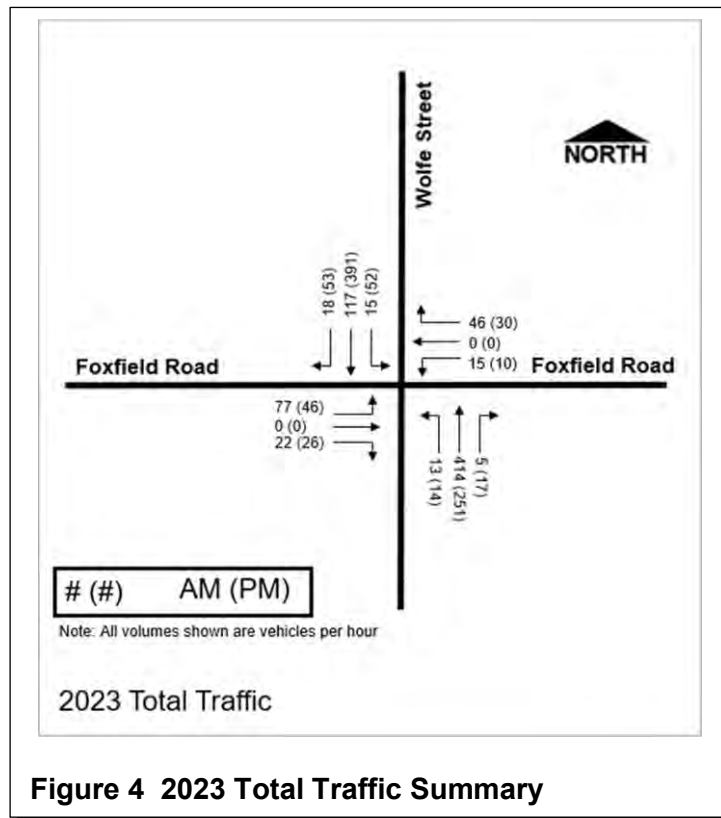 Wolfe Street
NORTH
18 (53)
117 (391)
15 (52)
46 (30)
0 (0)
15 (10)
Foxfield Road
Foxfield Road
77 (46)
0 (0)
22 (26)
13 (14)
414 (251)
5 (17)
# (#) AM (PM)
Note: All volumes shown are vehicles per hour
2023 Total Traffic
Figure 4 2023 Total Traffic Summary